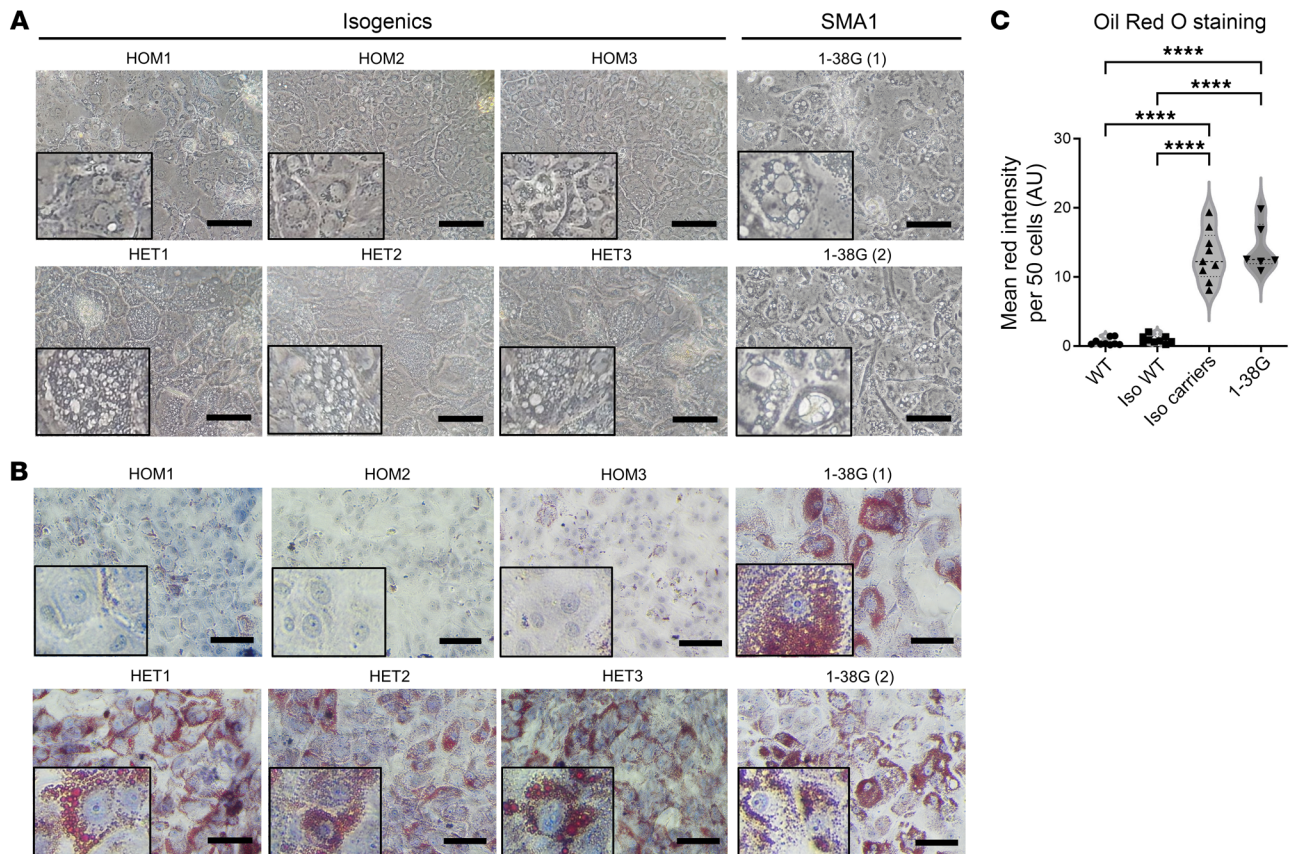 A
Isogenics
SMA1
HOM1
HOM2
HOM3
1-38G (1)
HET1
HET2
HET3
1-38G (2)
B
HOM1
HOM2
HOM3
1-38G (1)
HET1
HET2
HET3
1-38G (2)
C
Oil Red O staining
****
****
****
****
Mean red intensity
per 50 cells (AU)
30
20
10
0
WT
Iso WT
Iso carriers
1-38G